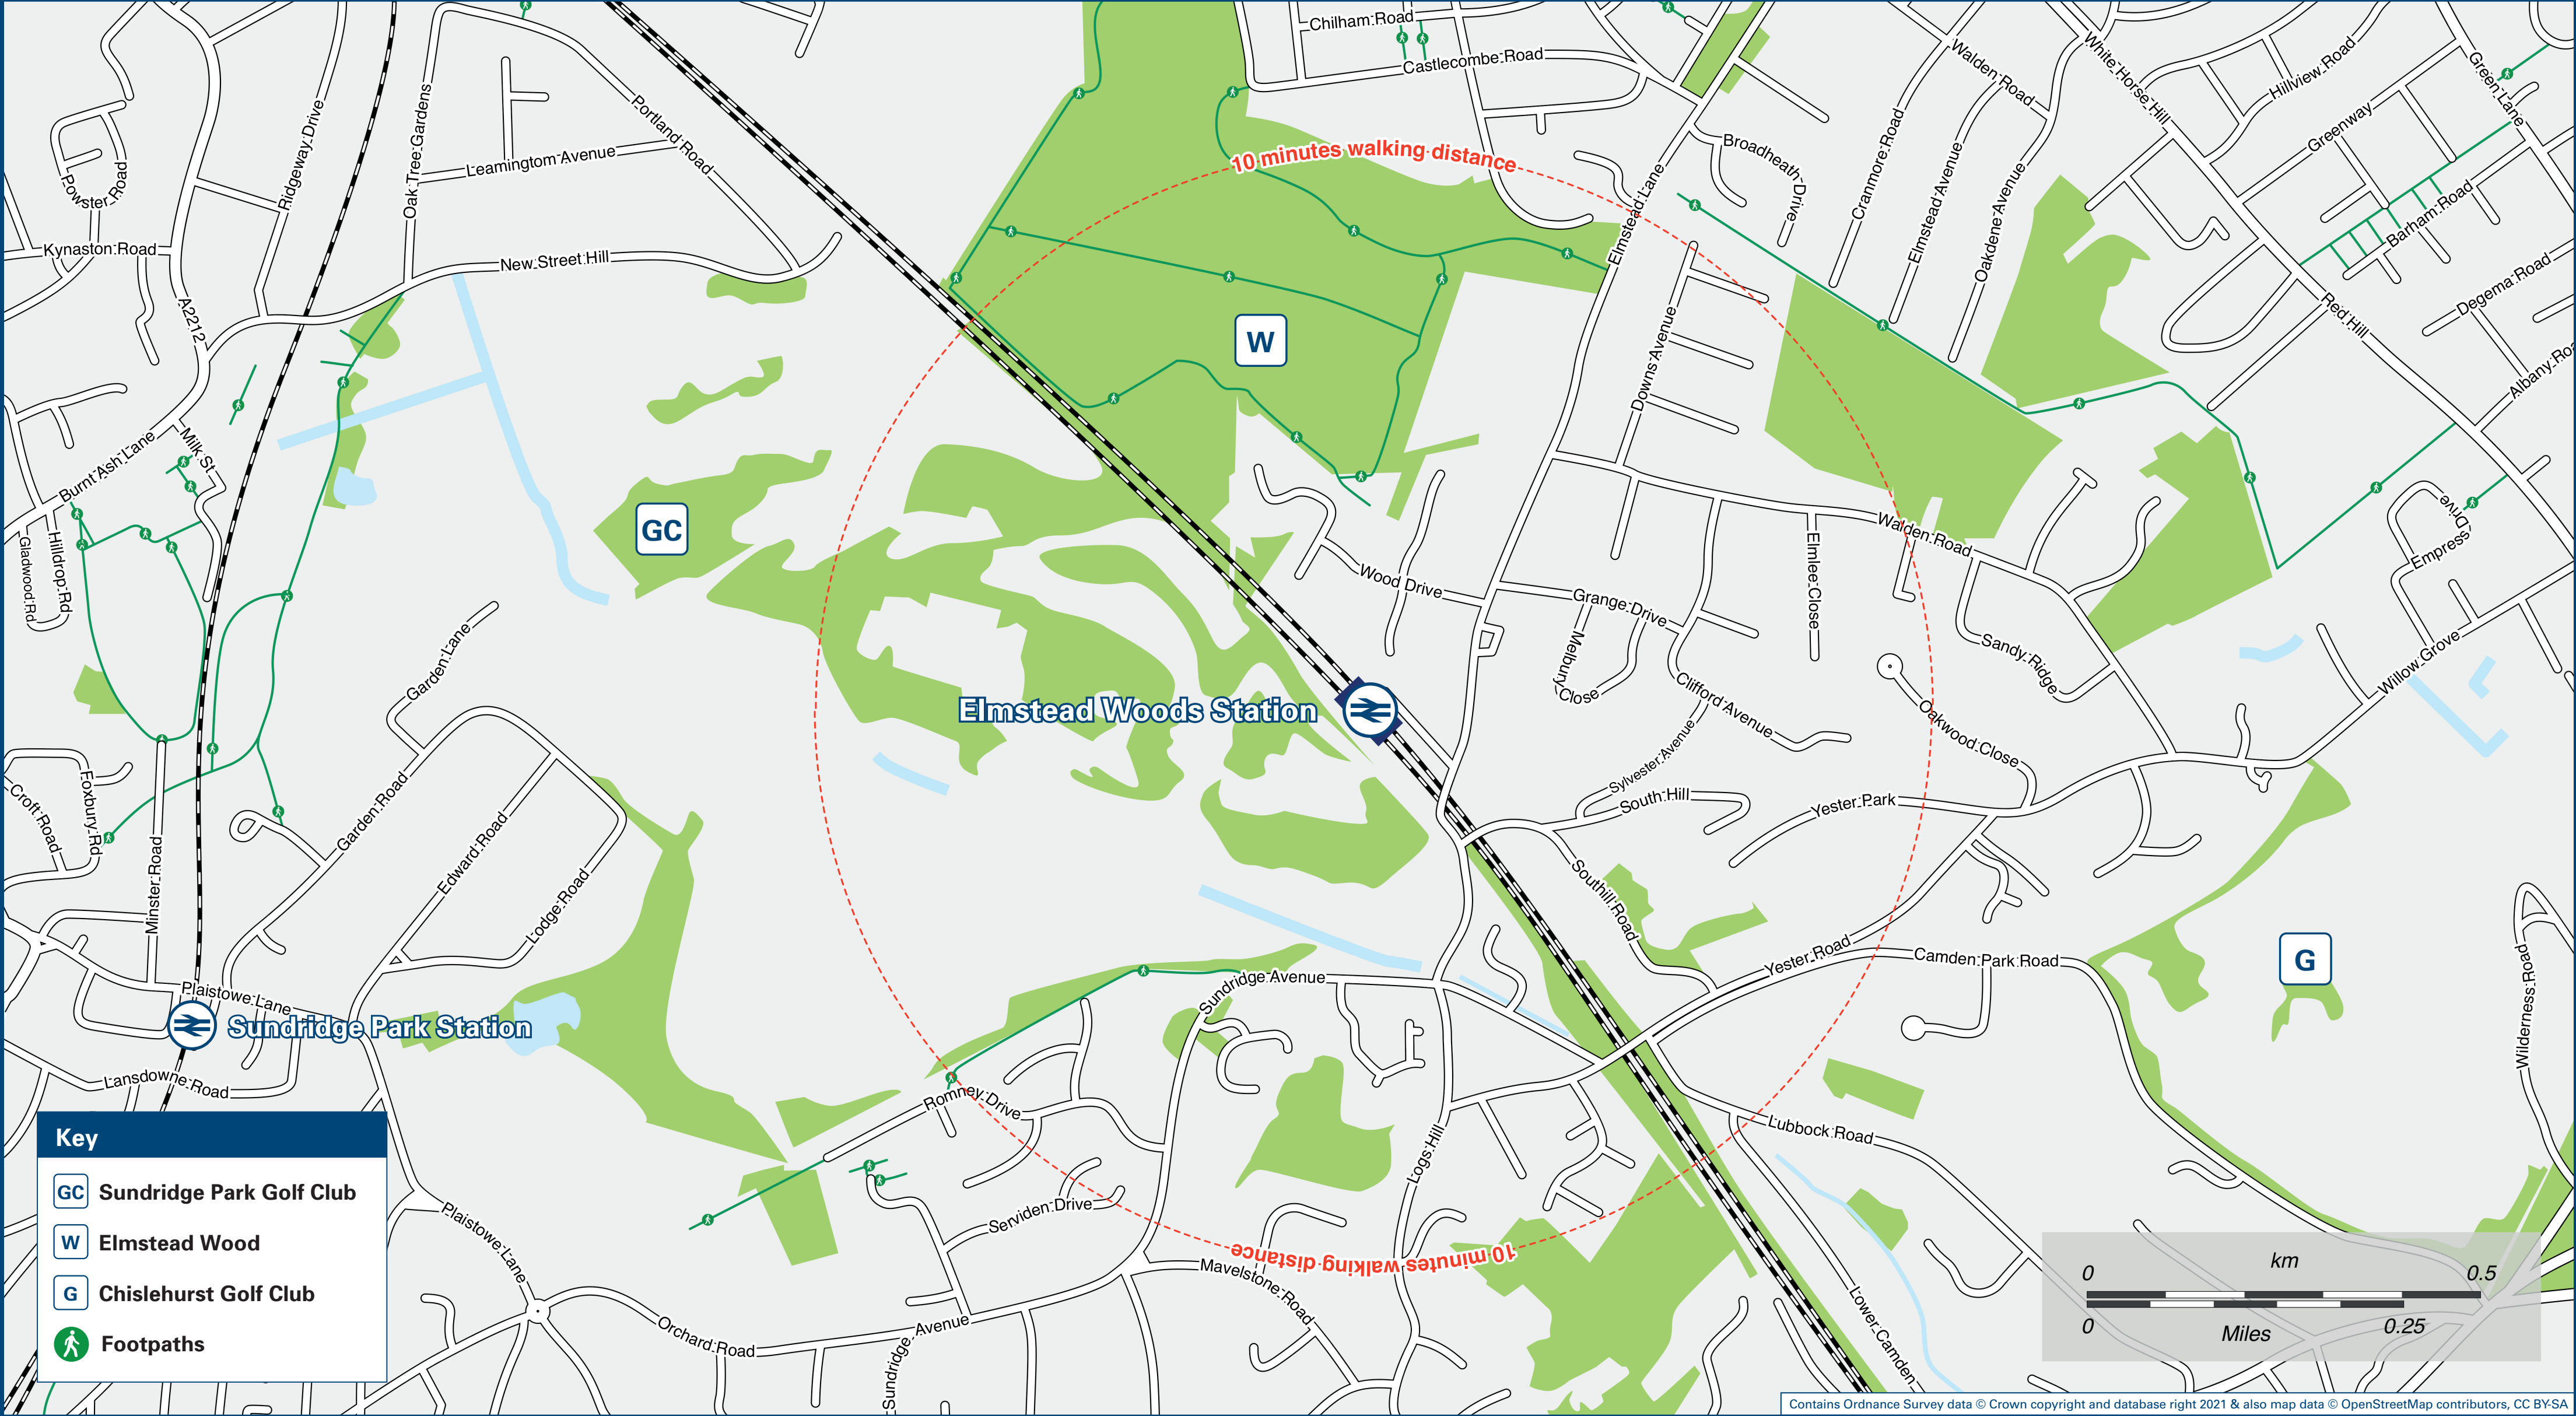 Chilham Road
Castlecombe Road
Walden Road
White Horse Hill
Hillview Road
Green Lane
Greenway
Portland Road
Ridgeway Drive
Oak Tree Gardens
Leamingtom Avenue
Powster Road
Kynaston Road
New Street Hill
A2212
10 minutes walking distance
Elmstead Lane
Broadheath Drive
Cranmore Road
Elmstead Avenue
Oakdene Avenue
Barham Road
Degema Road
Red Hill
Albany Roa
W
Downs Avenue
Burnt Ash Lane
Milk St
GC
Walden Road
Empress Drive
Gladwood Rd
Hilldrop Rd
Wood Drive
Grange Drive
Elmlee Close
Melbury Close
Sandy Ridge
Willow Grove
Garden Lane
Elmstead Woods Station
Clifford Avenue
Sylvester Avenue
Oakwood Close
South Hill
Yester Park
Croft Road
Foxbury Rd
Garden Road
Edward Road
Minster Road
Lodge Road
Southill Road
Yester Road
Camden Park Road
G
Wilderness Road
Plaistowe Lane
Sundridge Avenue
Sundridge Park Station
Lansdowne Road
Romney Drive
Lubbock Road
Logs Hill
Serviden Drive
Plaistowe Lane
10 minutes walking distance
Mavelstone Road
Orchard Road
Sundridge Avenue
Lower Camden
Key
GC Sundridge Park Golf Club
W Elmstead Wood
G Chislehurst Golf Club
Footpaths
km
0 0.5
0 0.25
Miles
Contains Ordnance Survey data © Crown copyright and database right 2021 & also map data © OpenStreetMap contributors, CC BY-SA